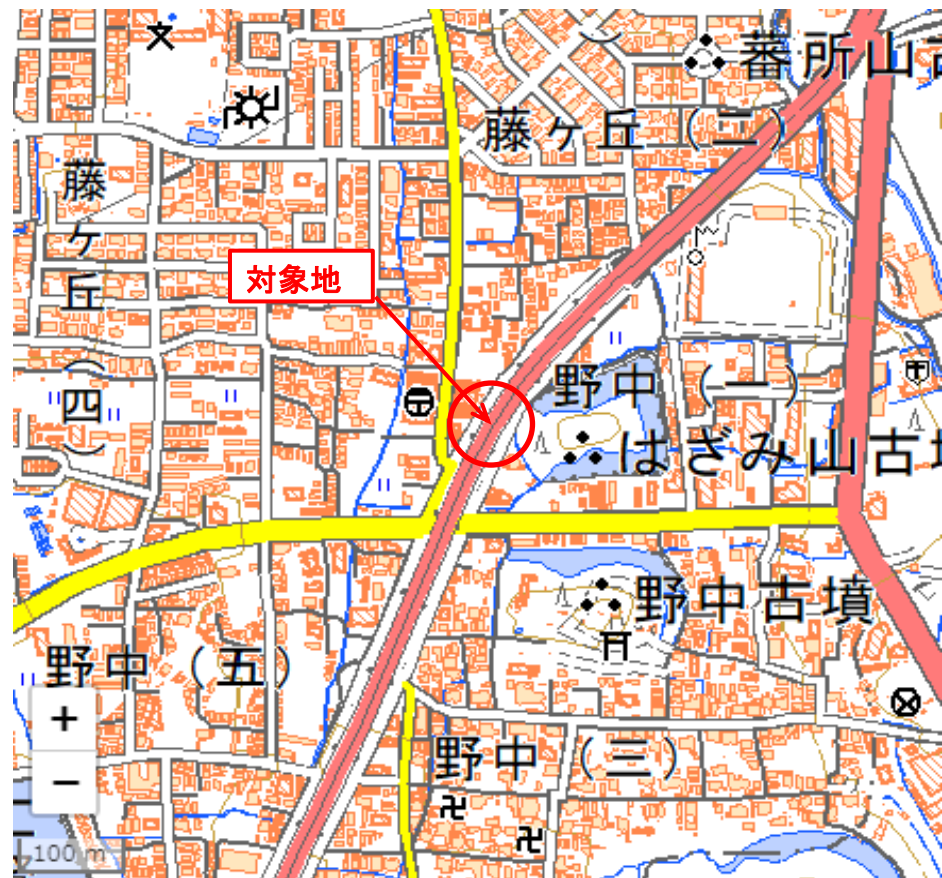 蕃所山古
藤ヶ丘（二）
藤ヶ丘（四）
対象地
野中（一）
はざみ山古墳
野中古墳
野中（五）
+
野中（三）
−
100 m